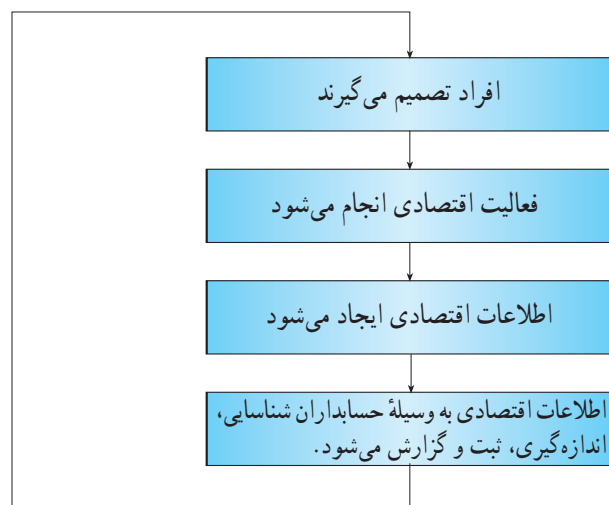 افراد تصمیم می‌گیرند
فعالیت اقتصادی انجام می‌شود
اطلاعات اقتصادی ایجاد می‌شود
اطلاعات اقتصادی به وسیلهٔ حسابداران شناسایی،
اندازه‌گیری، ثبت و گزارش می‌شود.